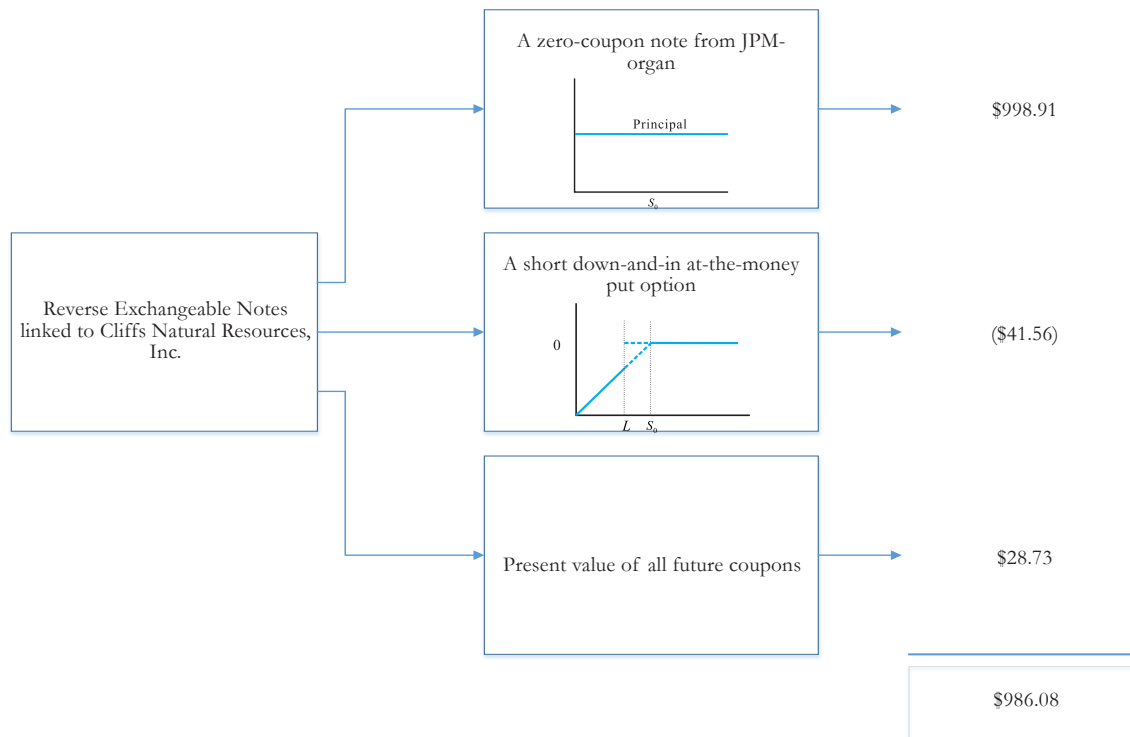 A zero-coupon note from JPM-
organ
Principal
S₀
$998.91
Reverse Exchangeable Notes
linked to Cliffs Natural Resources,
Inc.
A short down-and-in at-the-money
put option
0
L S₀
($41.56)
Present value of all future coupons
$28.73
$986.08